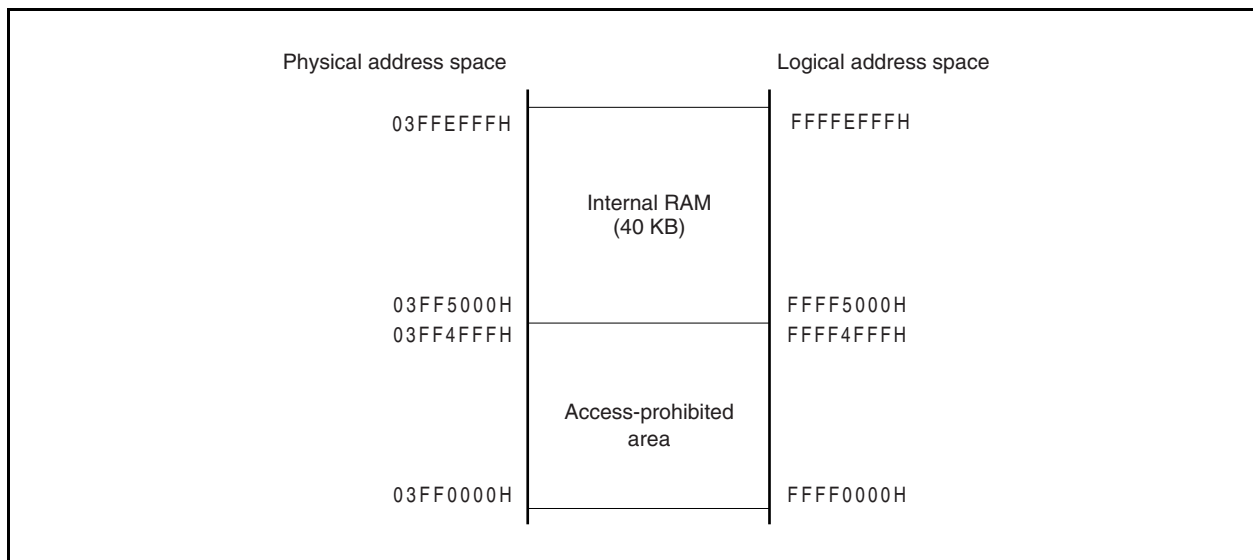 Physical address space
Logical address space
03FFEFFFH
FFFFEFFFH
Internal RAM
(40 KB)
03FF5000H
FFFF5000H
03FF4FFFH
FFFF4FFFH
Access-prohibited
area
03FF0000H
FFFF0000H